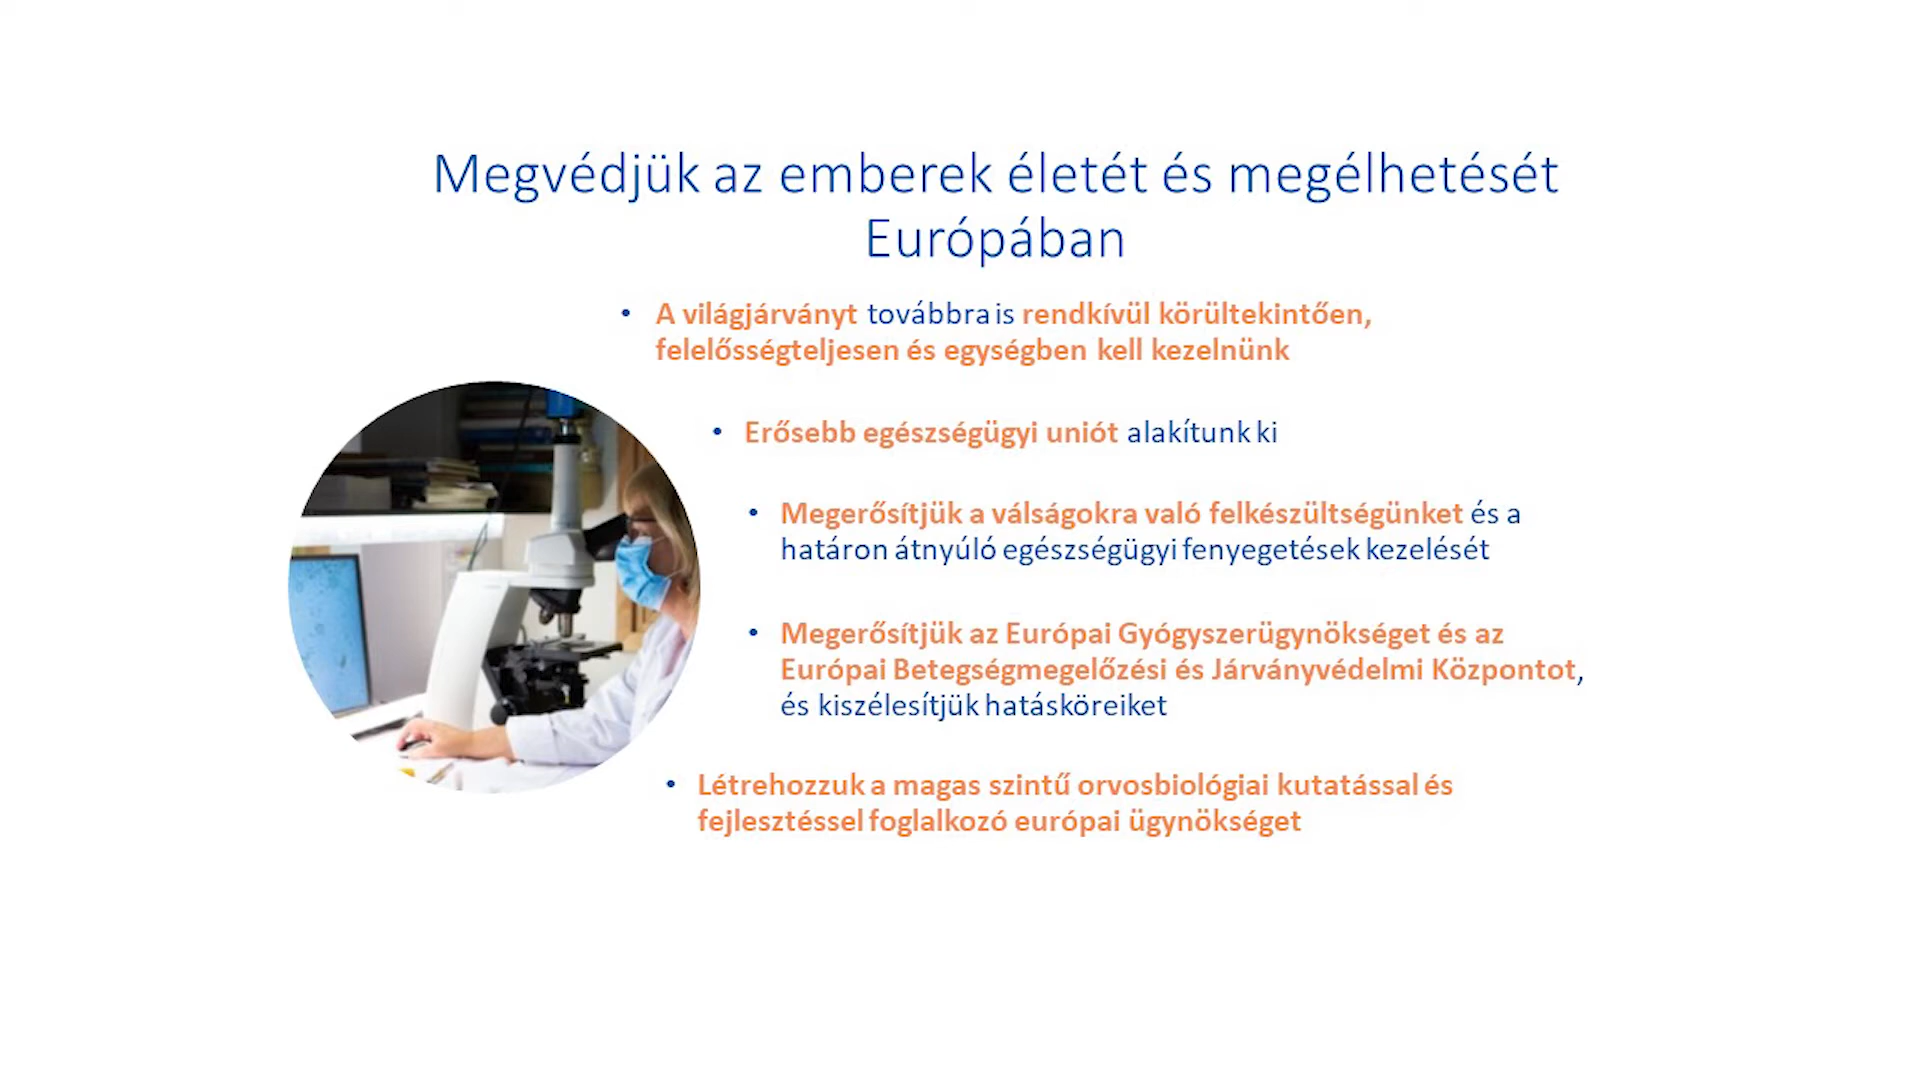 Megvédjük az emberek életét és megélhetését
Európában
• A világjárványt továbbra is rendkívül körültekintően,
felelősségteljesen és egységben kell kezelnünk
• Erősebb egészségügyi uniót alakítunk ki
• Megerősítjük a válságokra való felkészültségünket és a
határon átnyúló egészségügyi fenyegetések kezelését
• Megerősítjük az Európai Gyógyszerügynökséget és az
Európai Betegségmegelőzési és Járványvédelmi Központot,
és kiszélesítjük hatásköreiket
• Létrehozzuk a magas szintű orvosbiológiai kutatással és
fejlesztéssel foglalkozó európai ügynökséget